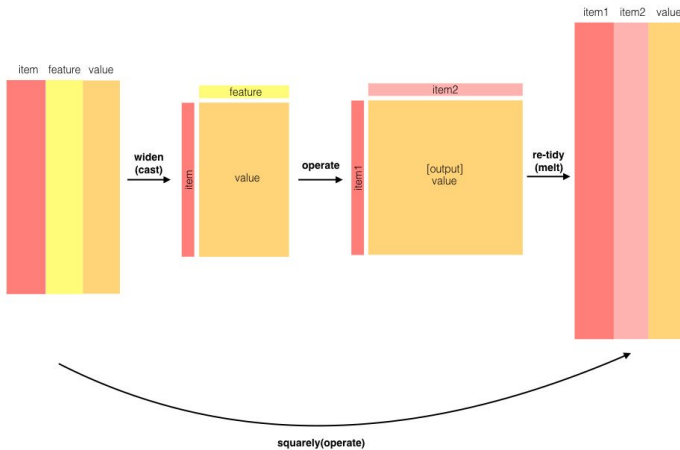 item1 item2 value
item feature value
feature
item2
widen
(cast)
item
value
operate
item1
[output]
value
re-tidy
(melt)
squarely(operate)